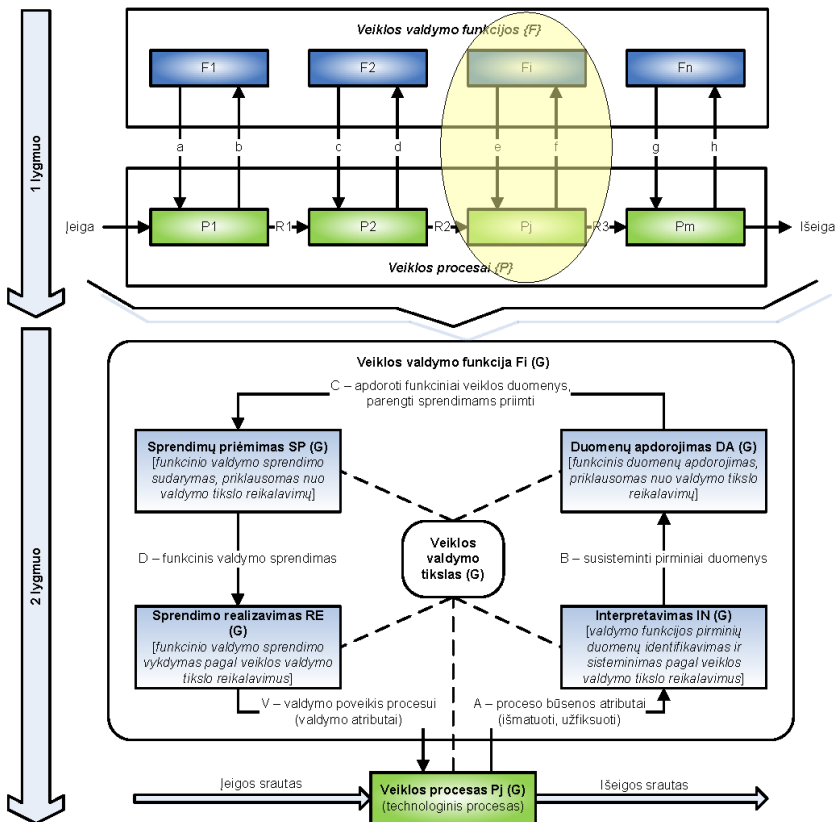 Veiklos valdymo funkcijos {F}
F1
F2
Fi
Fn
a
b
c
d
e
f
g
h
1 lygmuo
Įeiga
P1
R1
P2
R2
Pj
R3
Pm
Išeiga
Veiklos procesai {P}
Veiklos valdymo funkcija Fi (G)
C – apdoroti funkciniai veiklos duomenys,
parengti sprendimams priimti
Sprendimų priėmimas SP (G)
[funkcinio valdymo sprendimo
sudarymas, priklausomas nuo
valdymo tikslo reikalavimų]
Duomenų apdorojimas DA (G)
[funkcinis duomenų apdorojimas,
priklausomas nuo valdymo tikslo
reikalavimų]
2 lygmuo
D – funkcinis valdymo sprendimas
Veiklos
valdymo
tikslas (G)
B – susisteminti pirminiai duomenys
Sprendimo realizavimas RE
(G)
[funkcinio valdymo sprendimo
vykdymas pagal veiklos valdymo
tikslo reikalavimus]
Interpretavimas IN (G)
[valdymo funkcijos pirminių
duomenų identifikavimas ir
sisteminimas pagal veiklos
valdymo tikslo reikalavimus]
V – valdymo poveikis procesui
(valdymo atributai)
A – proceso būsenos atributai
(išmatuoti, užfiksuoti)
Įeigos srautas
Veiklos procesas Pj (G)
(technologinis procesas)
Išeigos srautas